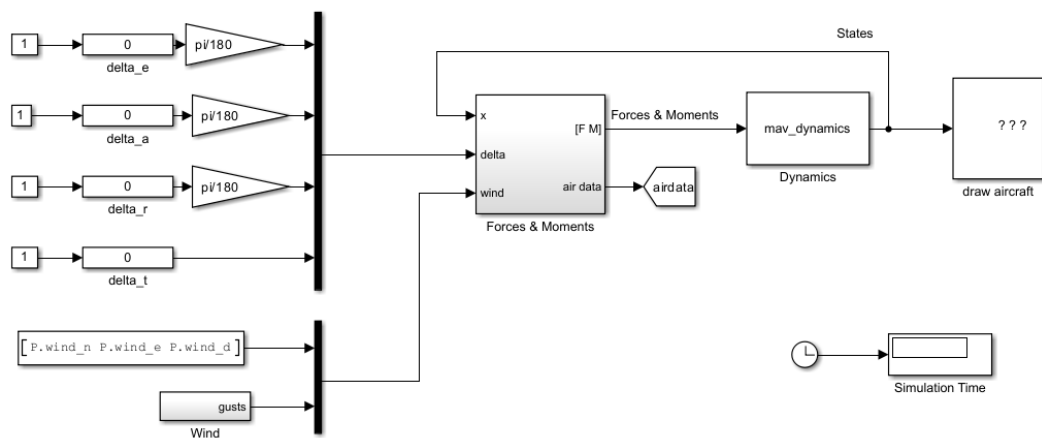 1
0
pi/180
delta_e
1
0
pi/180
delta_a
1
0
pi/180
delta_r
1
0
delta_t
[ P.wind_n P.wind_e P.wind_d ]
gusts
Wind
x
delta
wind
[F M]
air data
Forces & Moments
airdata
Forces & Moments
States
mav_dynamics
Dynamics
? ? ?
draw aircraft
Simulation Time